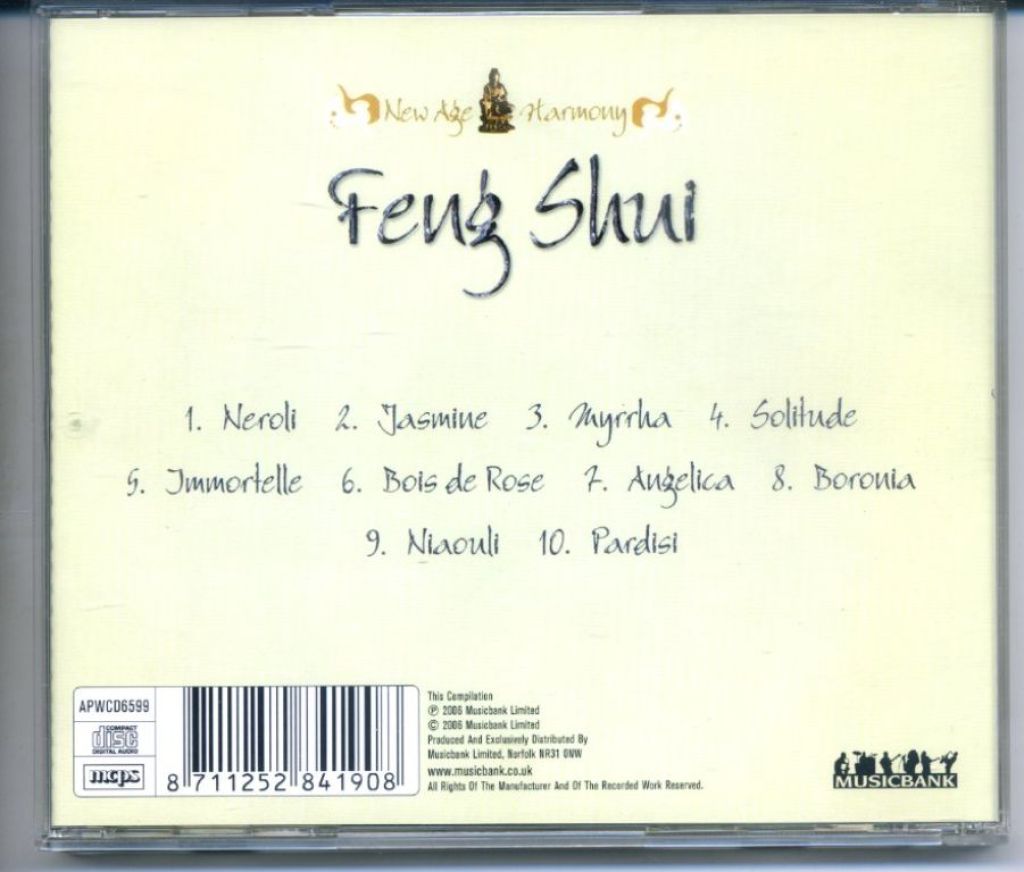 New Age Harmony
Feng Shui
1. Neroli 2. Jasmine 3. Myrrha 4. Solitude
5. Immortelle 6. Bois de Rose 7. Angelica 8. Boronia
9. Niaouli 10. Pardisi
APWCD6599
COMPACT
disc
DIGITAL AUDIO
mcps
8 711252 841908
This Compilation
℗ 2006 Musicbank Limited
© 2006 Musicbank Limited
Produced And Exclusively Distributed By
Musicbank Limited, Norfolk NR31 0NW
www.musicbank.co.uk
All Rights Of The Manufacturer And Of The Recorded Work Reserved.
MUSICBANK